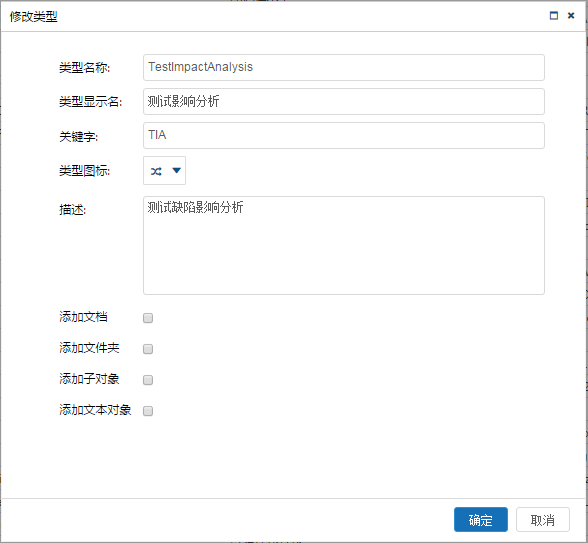 修改类型
类型名称: TestImpactAnalysis
类型显示名: 测试影响分析
关键字: TIA
类型图标:
描述: 测试缺陷影响分析
添加文档
添加文件夹
添加子对象
添加文本对象
确定 取消